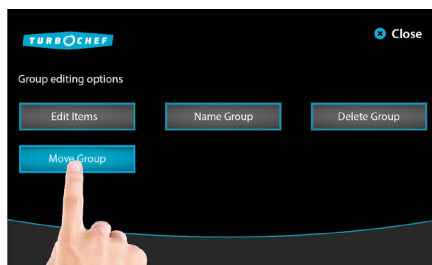 TURBOCHEF
Close
Group editing options
Edit Items
Name Group
Delete Group
Move Group